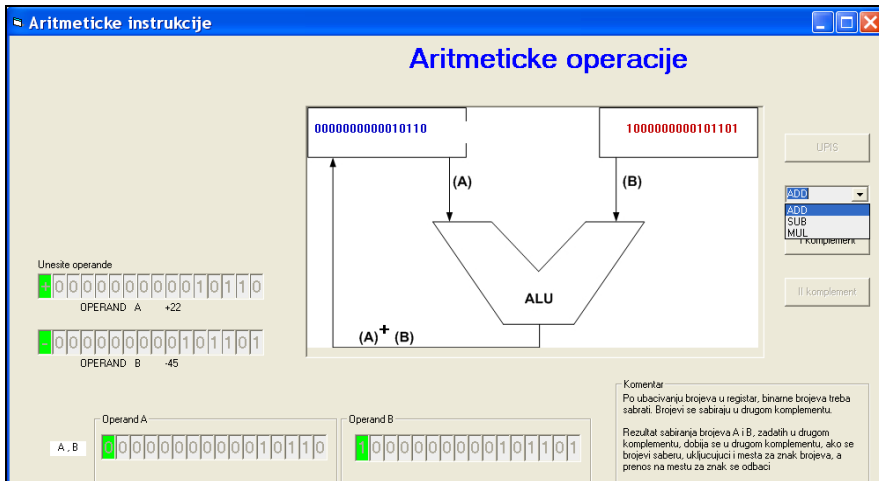 Aritmeticke instrukcije
Aritmeticke operacije
0000000000010110
1000000000101101
UPIS
(A)
(B)
ADD
ADD
SUB
MUL
I komplement
Unesite operande
+000000000010110
OPERAND A +22
ALU
II komplement
(A) + (B)
-000000000101101
OPERAND B -45
Komentar
Po ubacivanju brojeva u registar, binarne brojeva treba
sabrati. Brojevi se sabiraju u drugom komplementu.
Rezultat sabiranja brojeva A i B, zadatih u drugom
komplementu, dobija se u drugom komplementu, ako se
brojevi saberu, ukljucujuci i mesta za znak brojeva, a
prenos na mestu za znak se odbaci
Operand A
Operand B
A , B
0000000000010110
1000000000101101